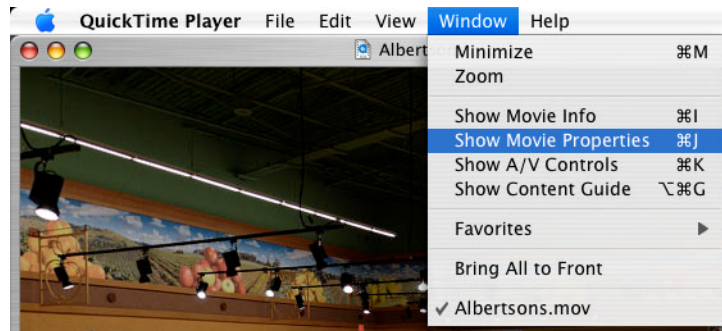 QuickTime Player File Edit View Window Help
Albert
Minimize ⌘M
Zoom
Show Movie Info ⌘I
Show Movie Properties ⌘J
Show A/V Controls ⌘K
Show Content Guide ⌥⌘G
Favorites ▶
Bring All to Front
✓ Albertsons.mov